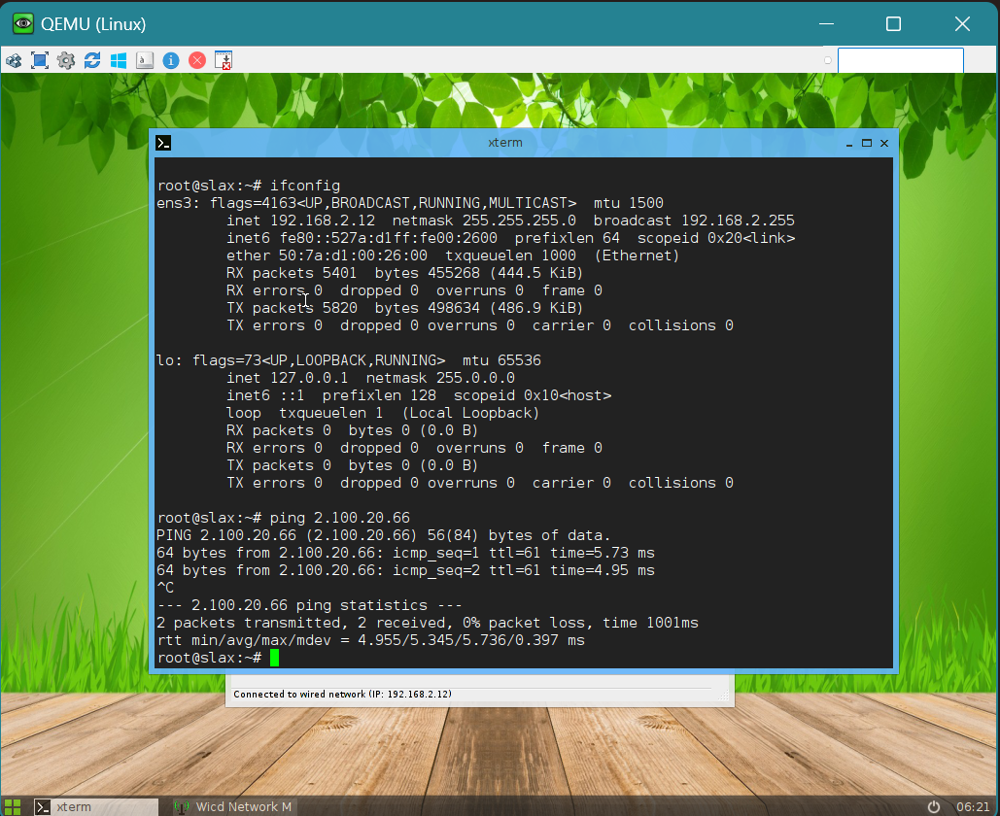 QEMU (Linux)
xterm
root@slax:~# ifconfig
ens3: flags=4163<UP,BROADCAST,RUNNING,MULTICAST>  mtu 1500
        inet 192.168.2.12  netmask 255.255.255.0  broadcast 192.168.2.255
        inet6 fe80::527a:d1ff:fe00:2600  prefixlen 64  scopeid 0x20<link>
        ether 50:7a:d1:00:26:00  txqueuelen 1000  (Ethernet)
        RX packets 5401  bytes 455268 (444.5 KiB)
        RX errors 0  dropped 0  overruns 0  frame 0
        TX packets 5820  bytes 498634 (486.9 KiB)
        TX errors 0  dropped 0 overruns 0  carrier 0  collisions 0
lo: flags=73<UP,LOOPBACK,RUNNING>  mtu 65536
        inet 127.0.0.1  netmask 255.0.0.0
        inet6 ::1  prefixlen 128  scopeid 0x10<host>
        loop  txqueuelen 1  (Local Loopback)
        RX packets 0  bytes 0 (0.0 B)
        RX errors 0  dropped 0  overruns 0  frame 0
        TX packets 0  bytes 0 (0.0 B)
        TX errors 0  dropped 0 overruns 0  carrier 0  collisions 0
root@slax:~# ping 2.100.20.66
PING 2.100.20.66 (2.100.20.66) 56(84) bytes of data.
64 bytes from 2.100.20.66: icmp_seq=1 ttl=61 time=5.73 ms
64 bytes from 2.100.20.66: icmp_seq=2 ttl=61 time=4.95 ms
^C
--- 2.100.20.66 ping statistics ---
2 packets transmitted, 2 received, 0% packet loss, time 1001ms
rtt min/avg/max/mdev = 4.955/5.345/5.736/0.397 ms
root@slax:~#
Connected to wired network (IP: 192.168.2.12)
xterm
Wicd Network M
06:21